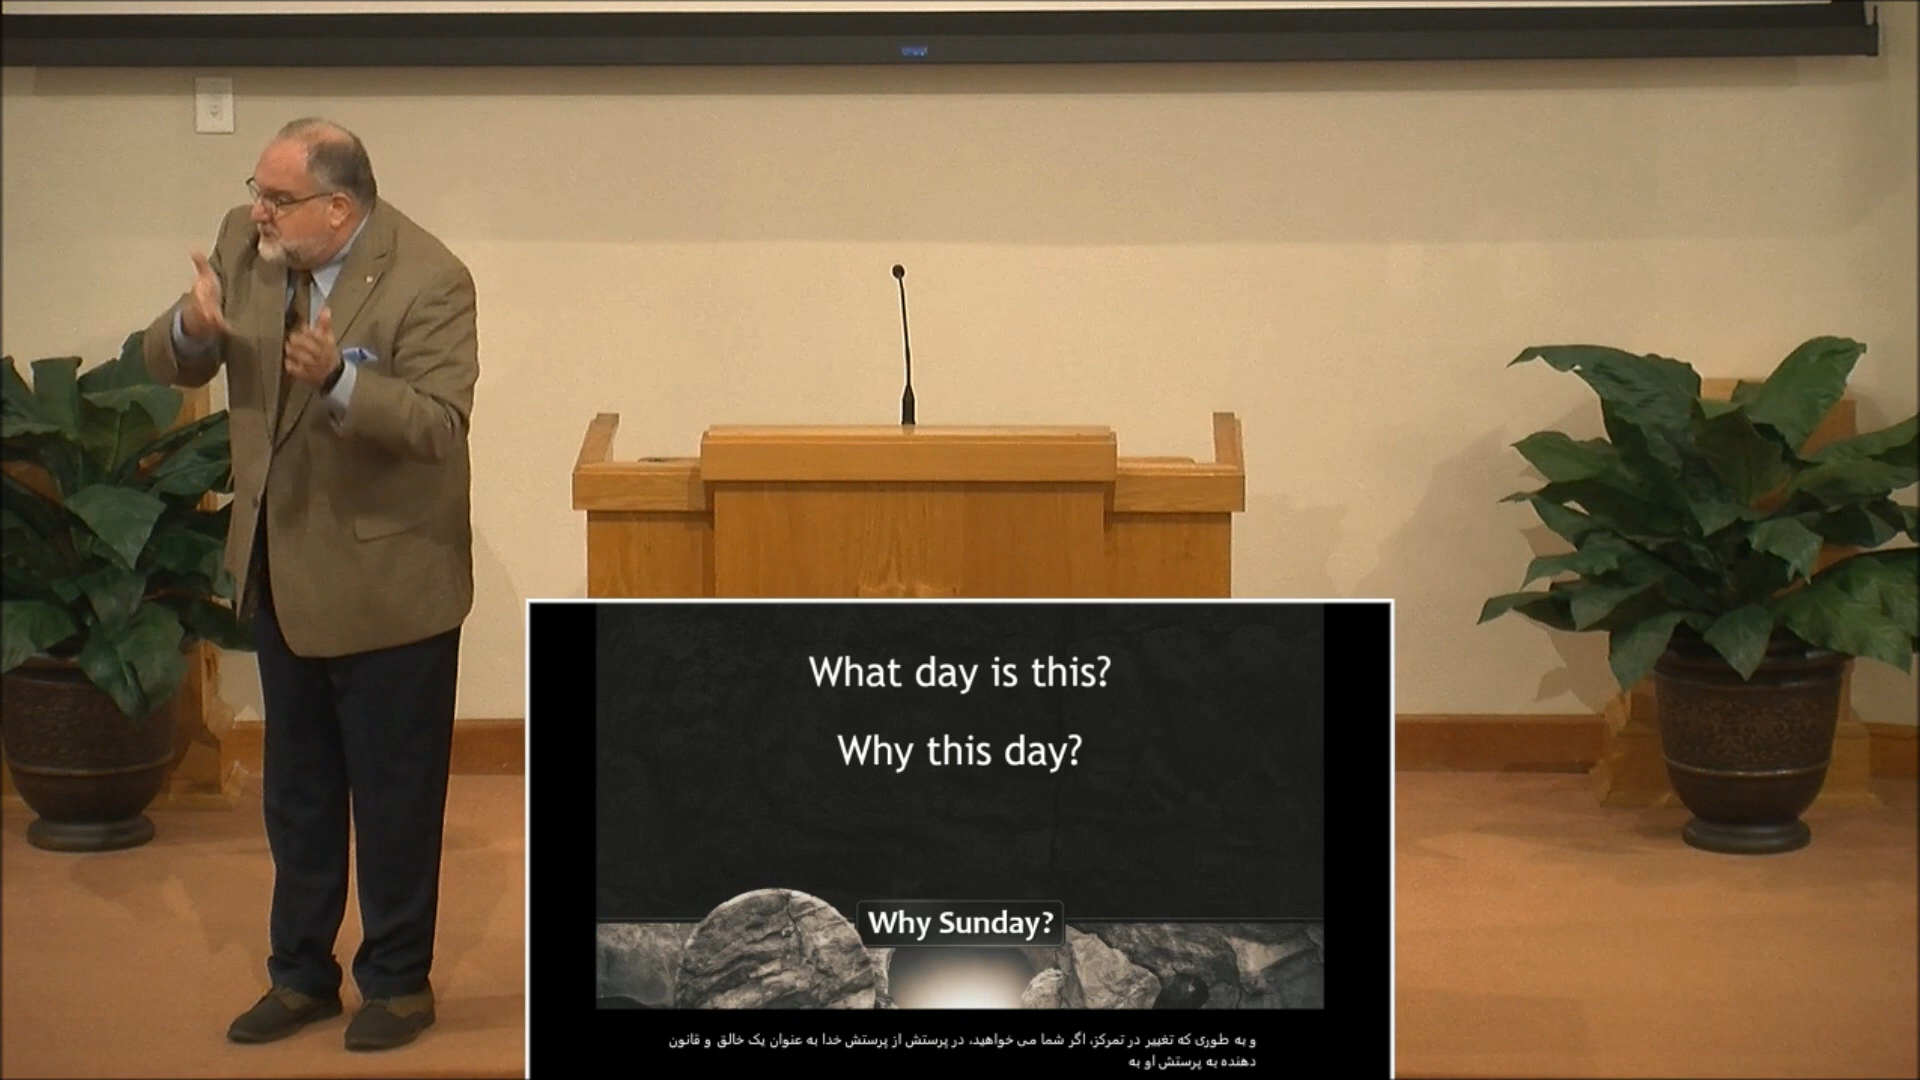 What day is this?
Why this day?
Why Sunday?
و به طوری که تغییر در تمرکز، اگر شما می خواهید، در پرستش از پرستش خدا به عنوان یک خالق و قانون
دهنده به پرستش او به